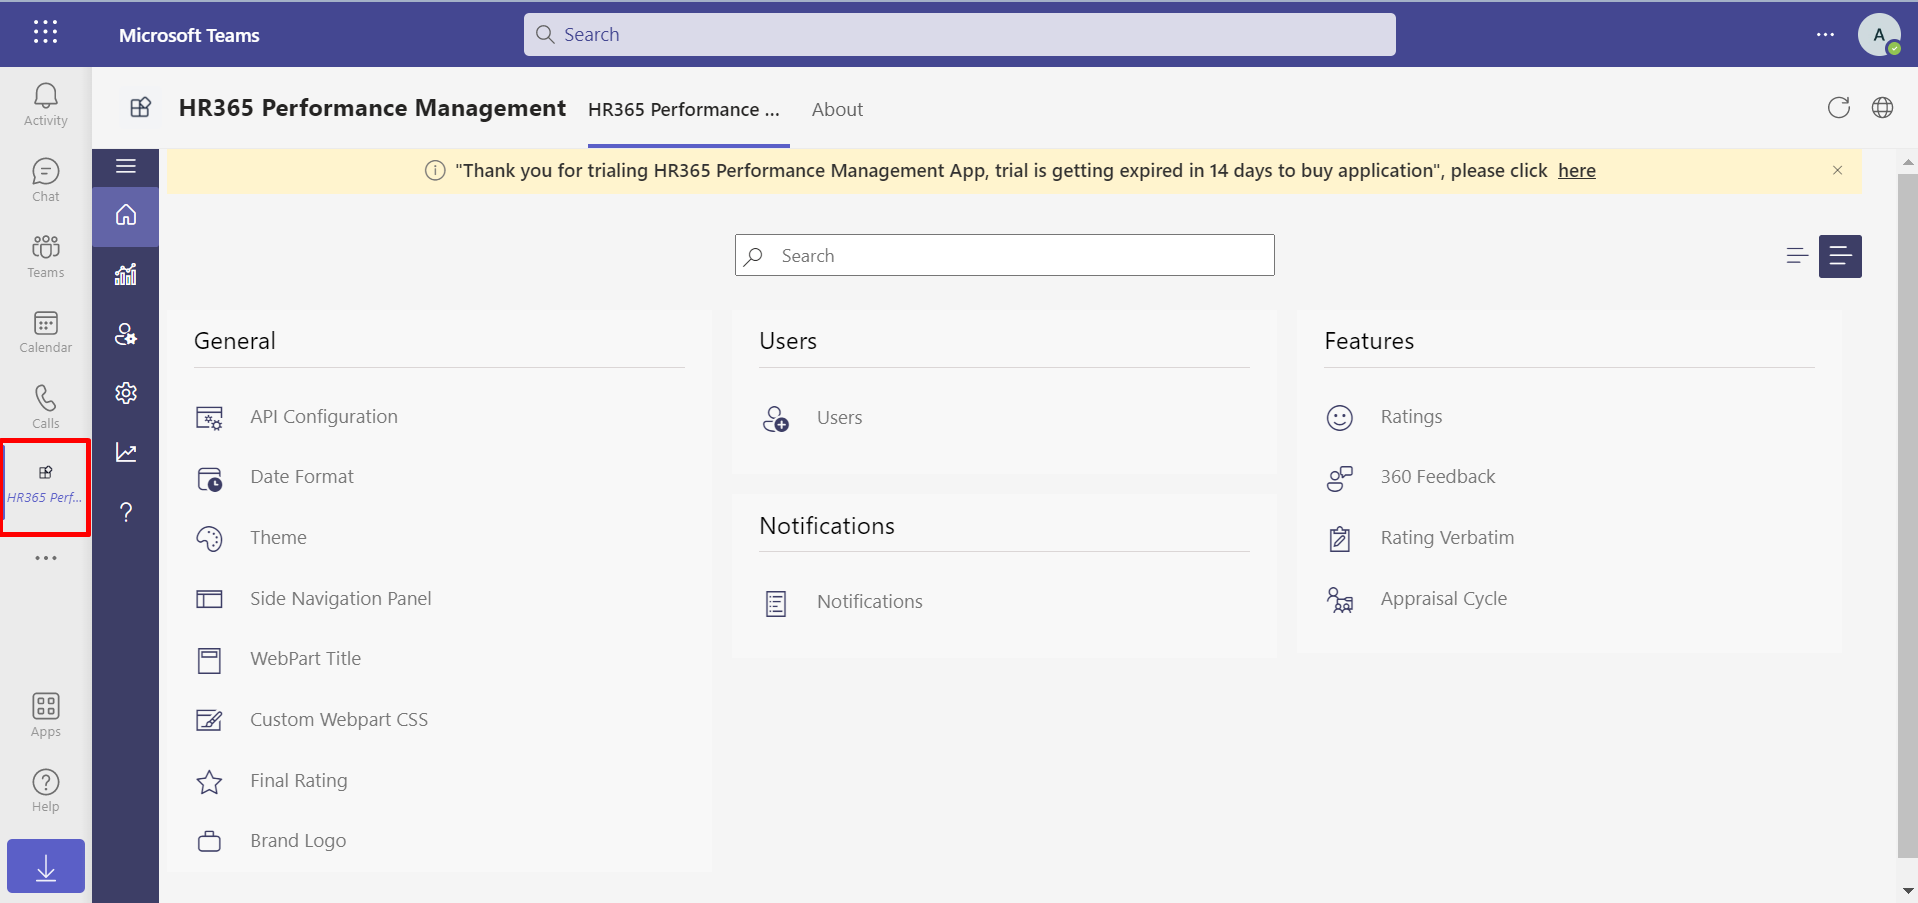 Microsoft Teams
Search
A
Activity
Chat
Teams
Calendar
Calls
HR365 Perf...
Apps
Help
HR365 Performance Management
HR365 Performance ...
About
"Thank you for trialing HR365 Performance Management App, trial is getting expired in 14 days to buy application", please click here
Search
General
API Configuration
Date Format
Theme
Side Navigation Panel
WebPart Title
Custom Webpart CSS
Final Rating
Brand Logo
Users
Users
Notifications
Notifications
Features
Ratings
360 Feedback
Rating Verbatim
Appraisal Cycle